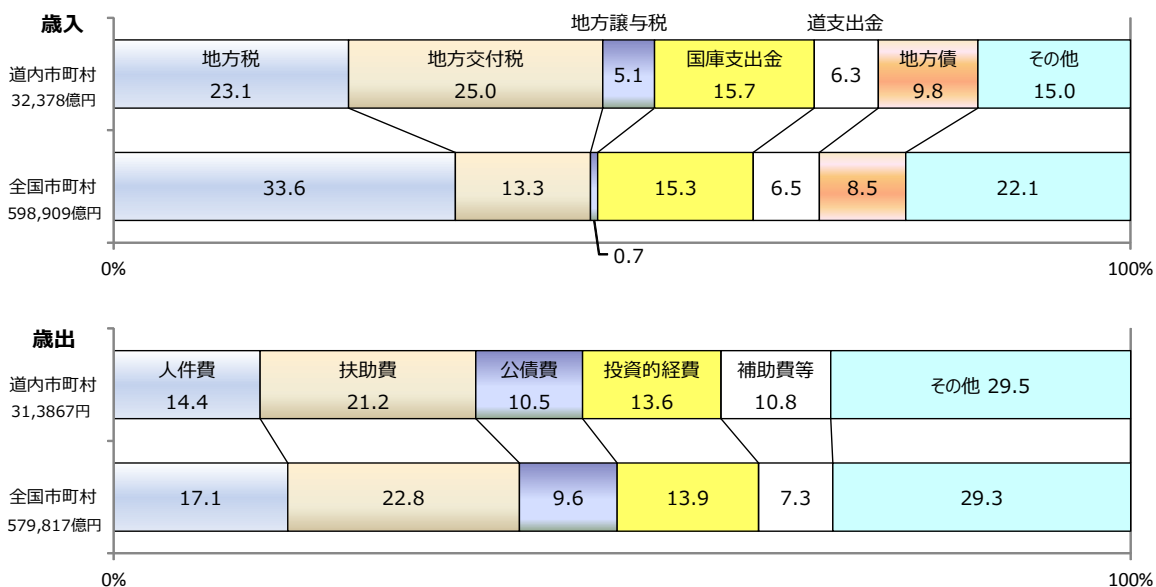 歳入
地方譲与税 道支出金
道内市町村
32,378億円
地方税 地方交付税 国庫支出金 地方債 その他
23.1 25.0 5.1 15.7 6.3 9.8 15.0
全国市町村
598,909億円
33.6 13.3 15.3 6.5 8.5 22.1
0.7
0% 100%
歳出
道内市町村
31,3867円
人件費 扶助費 公債費 投資的経費 補助費等 その他 29.5
14.4 21.2 10.5 13.6 10.8
全国市町村
579,817億円
17.1 22.8 9.6 13.9 7.3 29.3
0% 100%